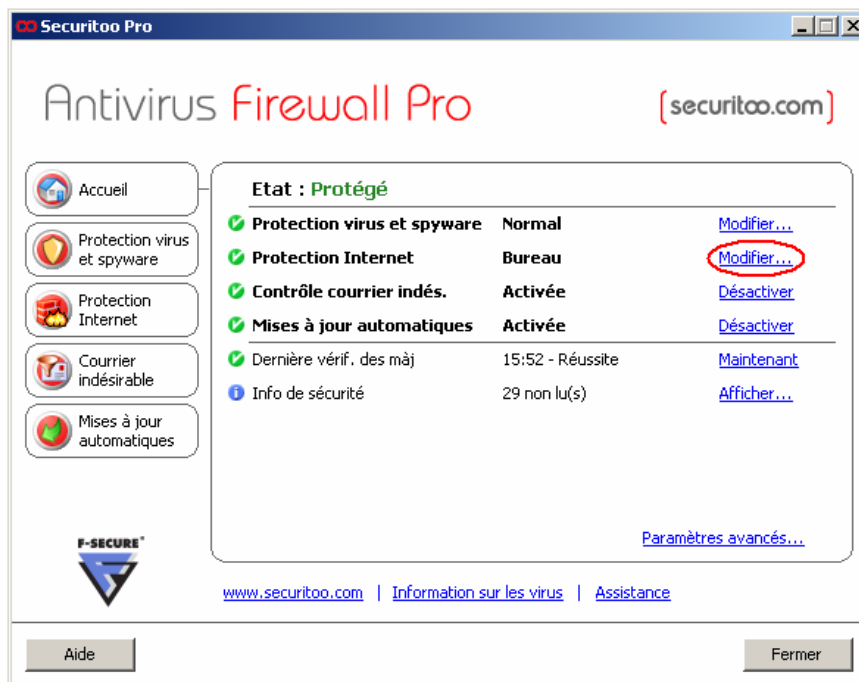 Securitoo Pro
Antivirus Firewall Pro
[securitoo.com]
Accueil
Protection virus
et spyware
Protection
Internet
Courrier
indésirable
Mises à jour
automatiques
Etat : Protégé
Protection virus et spyware Normal Modifier...
Protection Internet Bureau Modifier...
Contrôle courrier indés. Activée Désactiver
Mises à jour automatiques Activée Désactiver
Dernière vérif. des màj 15:52 - Réussite Maintenant
Info de sécurité 29 non lu(s) Afficher...
Paramètres avancés...
F-SECURE
www.securitoo.com | Information sur les virus | Assistance
Aide
Fermer